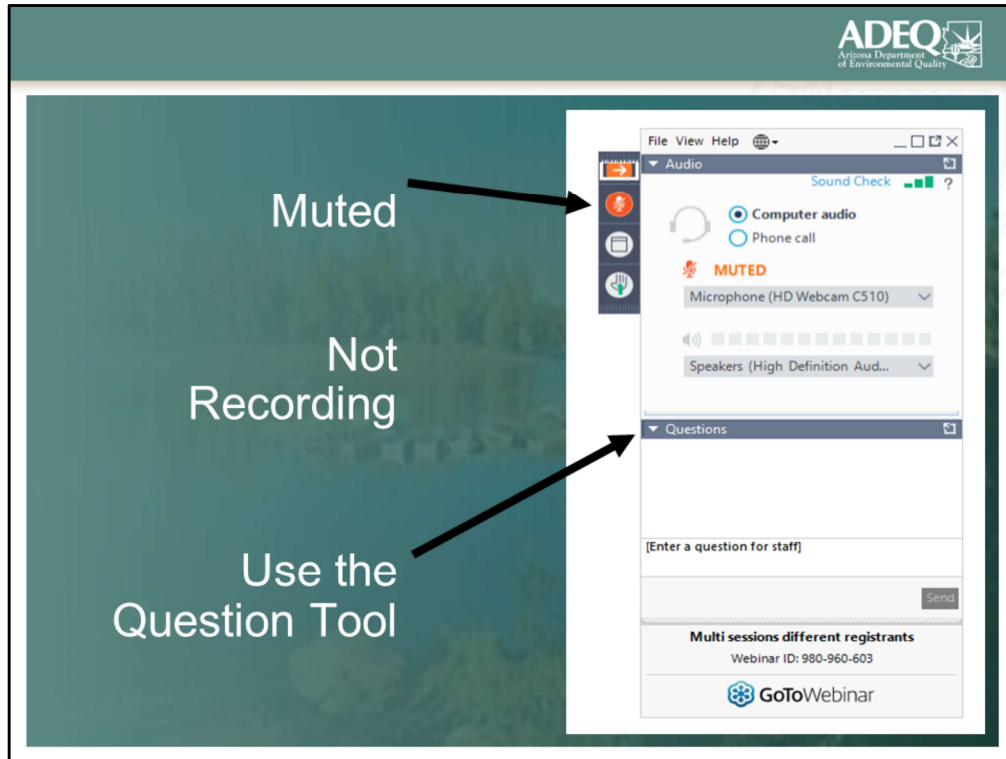 ADEQ
Arizona Department
of Environmental Quality
Muted
Not
Recording
Use the
Question Tool
File View Help
Audio
Sound Check ?
Computer audio
Phone call
MUTED
Microphone (HD Webcam C510)
Speakers (High Definition Aud...
Questions
[Enter a question for staff]
Send
Multi sessions different registrants
Webinar ID: 980-960-603
GoToWebinar